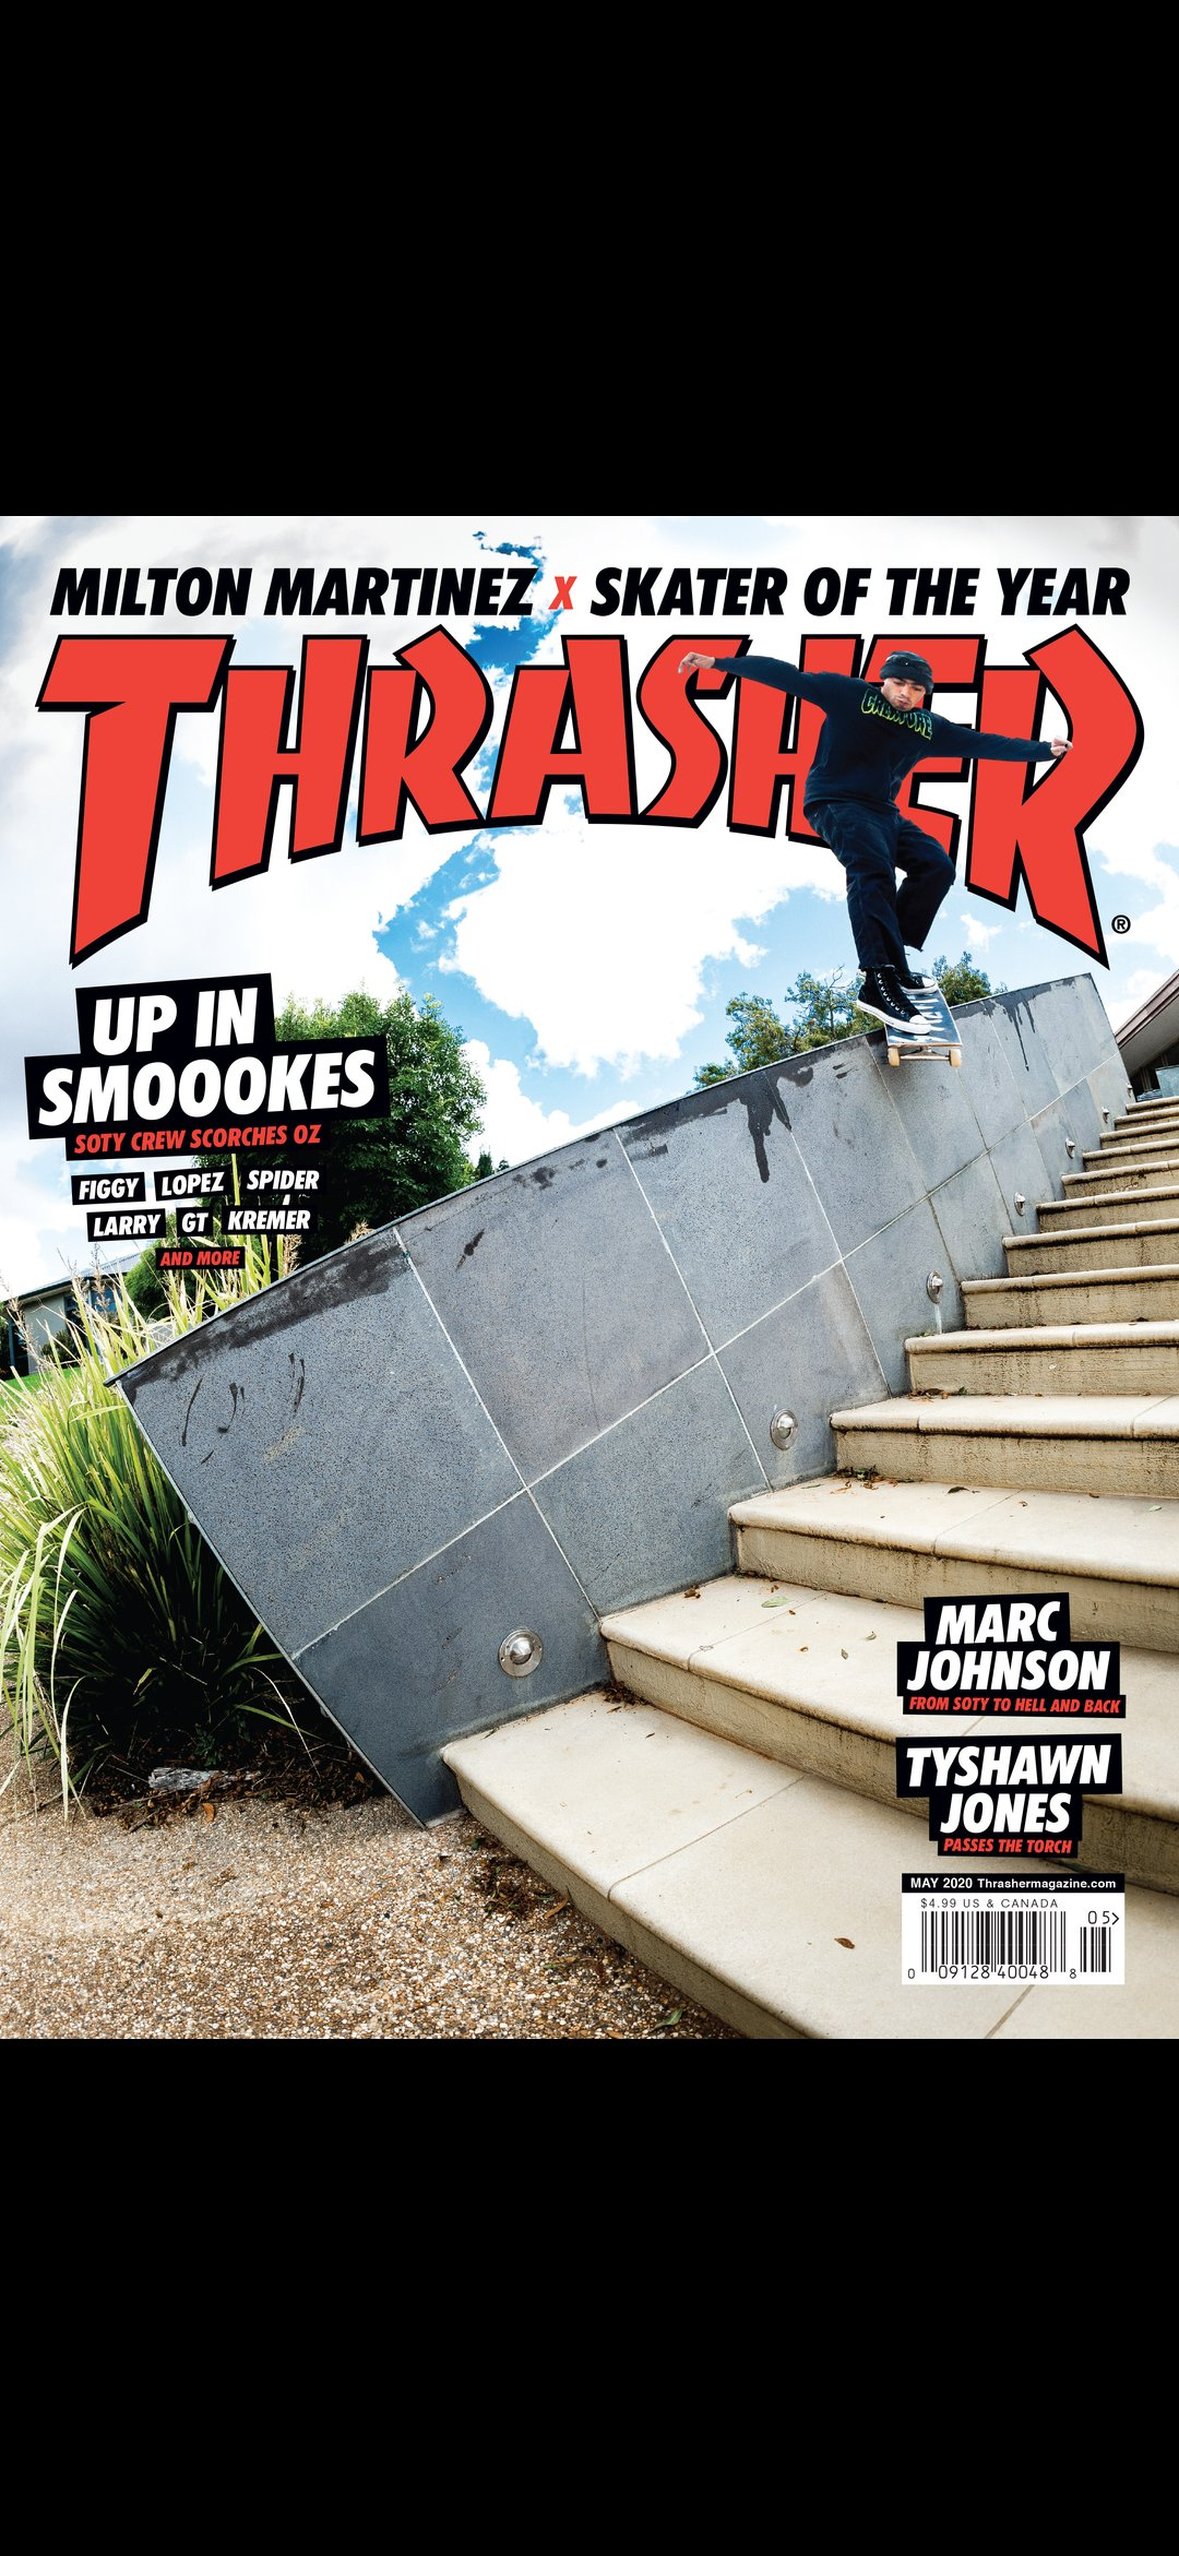 MILTON MARTINEZ X SKATER OF THE YEAR
THRASHER®
CREATURE
UP IN
SMOOOKES
SOTY CREW SCORCHES OZ
FIGGY LOPEZ SPIDER
LARRY GT KREMER
AND MORE
MARC
JOHNSON
FROM SOTY TO HELL AND BACK
TYSHAWN
JONES
PASSES THE TORCH
MAY 2020 Thrashermagazine.com
$4.99 US & CANADA
05>
0 09128 40048 8